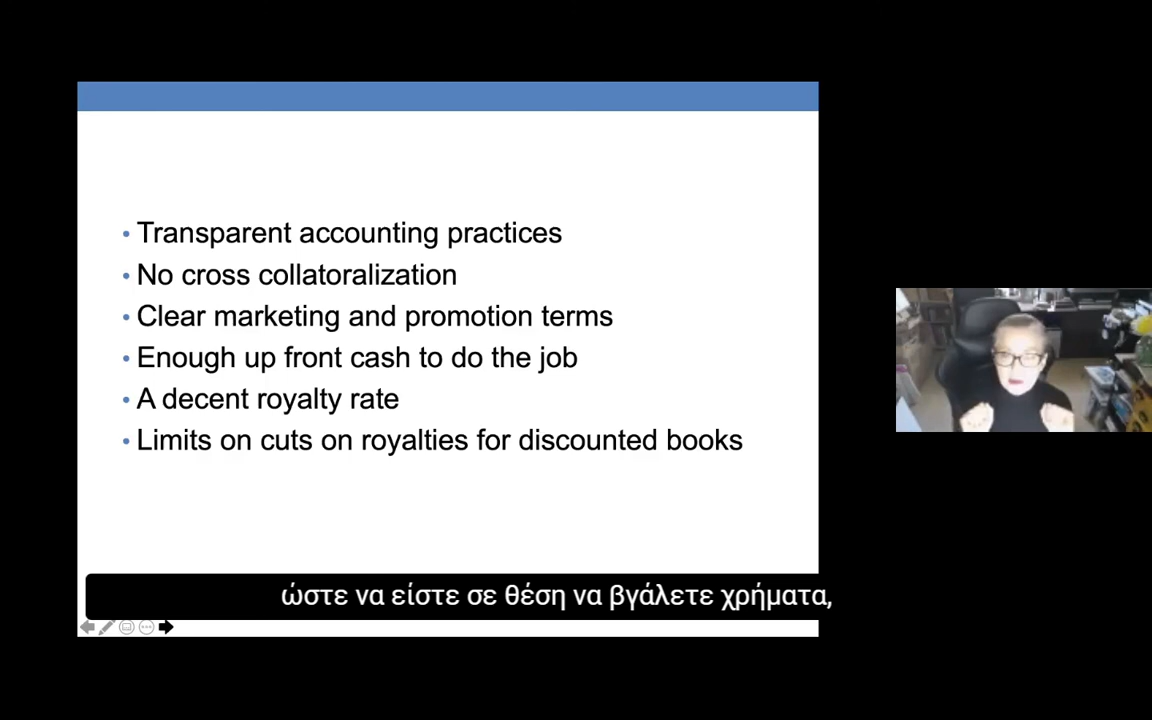 • Transparent accounting practices
• No cross collatoralization
• Clear marketing and promotion terms
• Enough up front cash to do the job
• A decent royalty rate
• Limits on cuts on royalties for discounted books
ώστε να είστε σε θέση να βγάλετε χρήματα,